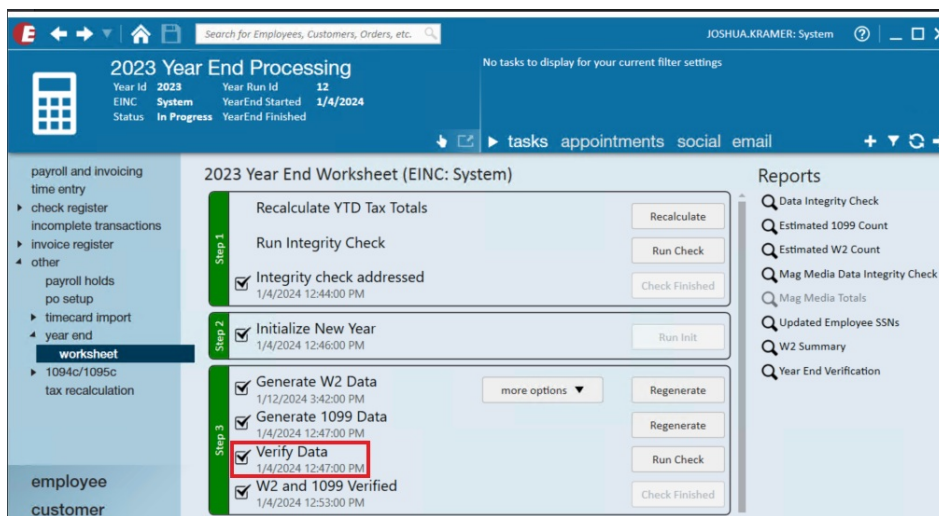 Search for Employees, Customers, Orders, etc.
JOSHUA.KRAMER: System
2023 Year End Processing
Year Id 2023 Year Run Id 12
EINC System YearEnd Started 1/4/2024
Status In Progress YearEnd Finished
No tasks to display for your current filter settings
tasks appointments social email
payroll and invoicing
time entry
check register
incomplete transactions
invoice register
other
payroll holds
po setup
timecard import
year end
worksheet
1094c/1095c
tax recalculation
employee
customer
2023 Year End Worksheet (EINC: System)
Step 1
Recalculate YTD Tax Totals
Recalculate
Run Integrity Check
Run Check
Integrity check addressed
1/4/2024 12:44:00 PM
Check Finished
Step 2
Initialize New Year
1/4/2024 12:46:00 PM
Run Init
Step 3
Generate W2 Data
1/12/2024 3:42:00 PM
more options
Regenerate
Generate 1099 Data
1/4/2024 12:47:00 PM
Regenerate
Verify Data
1/4/2024 12:47:00 PM
Run Check
W2 and 1099 Verified
1/4/2024 12:53:00 PM
Check Finished
Reports
Data Integrity Check
Estimated 1099 Count
Estimated W2 Count
Mag Media Data Integrity Check
Mag Media Totals
Updated Employee SSNs
W2 Summary
Year End Verification